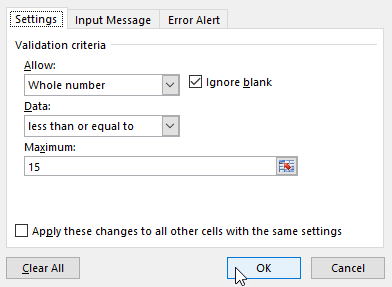 Settings Input Message Error Alert
Validation criteria
Allow:
Whole number Ignore blank
Data:
less than or equal to
Maximum:
15
Apply these changes to all other cells with the same settings
Clear All OK Cancel